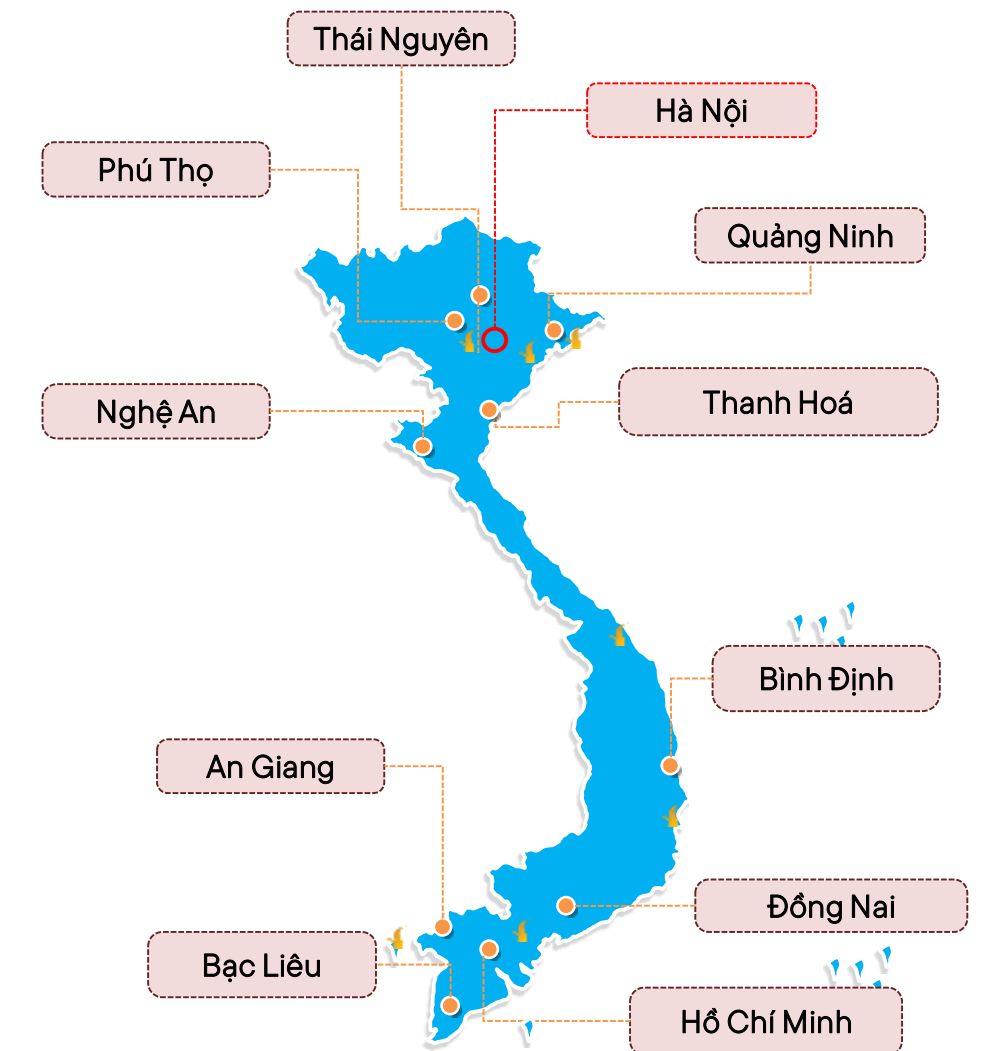 Thái Nguyên
Hà Nội
Phú Thọ
Quảng Ninh
Thanh Hoá
Nghệ An
Bình Định
An Giang
Đồng Nai
Bạc Liêu
Hồ Chí Minh